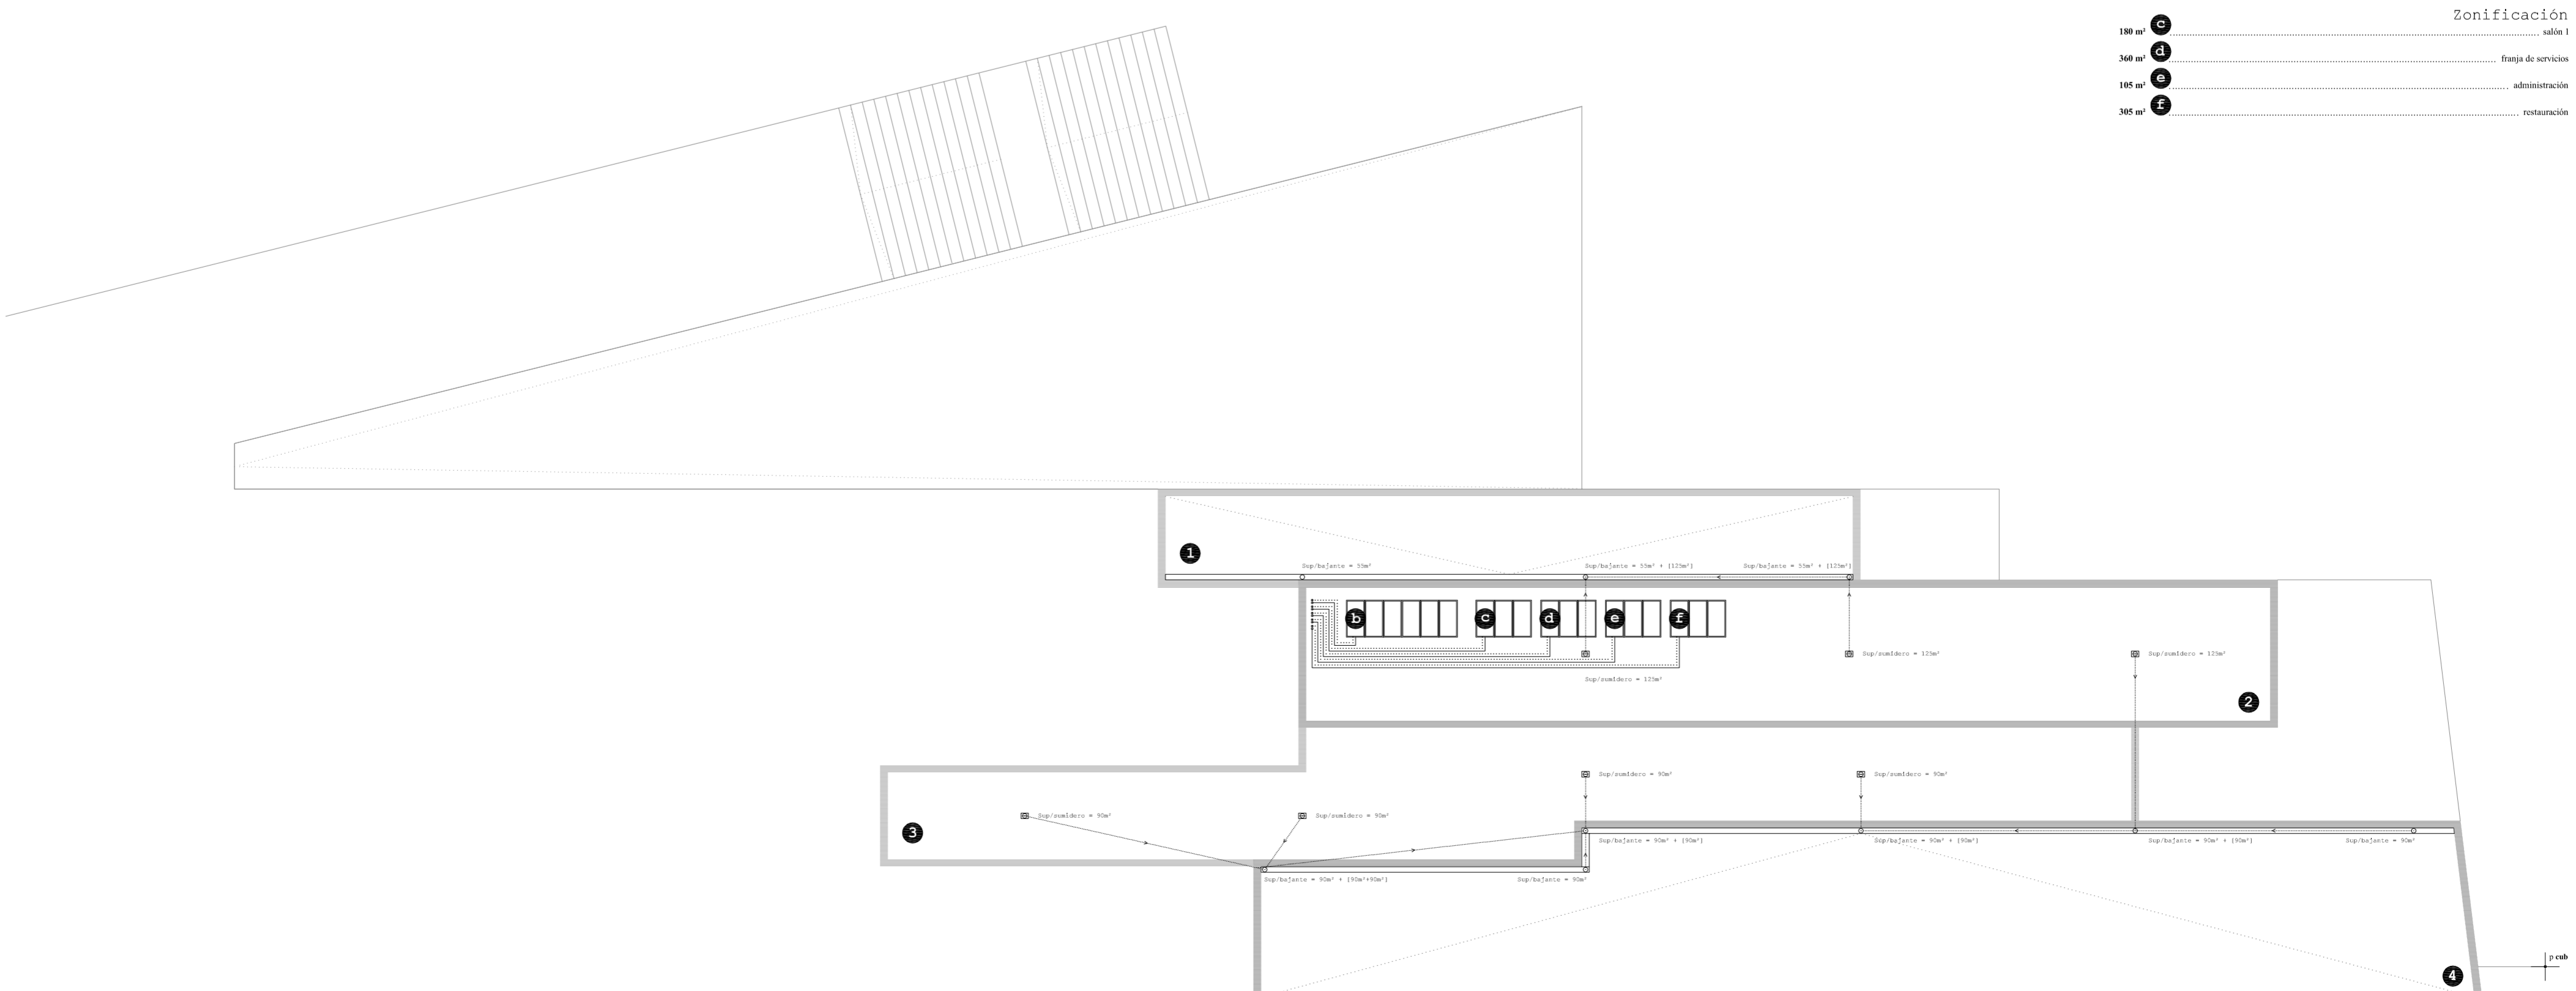 Zonificación
180 m² c salón 1
360 m² d franja de servicios
105 m² e administración
305 m² f restauración
1
Sup/bajante = 55m²
Sup/bajante = 55m² + [125m²]
Sup/bajante = 55m² + [125m²]
b
c
d
e
f
Sup/sumidero = 125m²
Sup/sumidero = 125m²
Sup/sumidero = 125m²
2
Sup/sumidero = 90m²
Sup/sumidero = 90m²
Sup/sumidero = 90m²
Sup/sumidero = 90m²
3
Sup/bajante = 90m² + [90m²]
Sup/bajante = 90m² + [90m²]
Sup/bajante = 90m² + [90m²]
Sup/bajante = 90m²
Sup/bajante = 90m² + [90m²+90m²]
Sup/bajante = 90m²
p cub
4